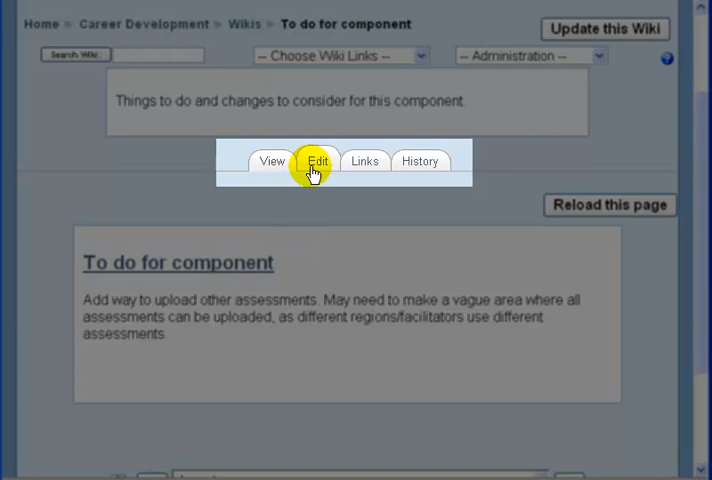 Home » Career Development » Wikis » To do for component
Update this Wiki
Search Wiki:
-- Choose Wiki Links --
-- Administration --
Things to do and changes to consider for this component.
View Edit Links History
Reload this page
To do for component
Add way to upload other assessments. May need to make a vague area where all
assessments can be uploaded, as different regions/facilitators use different
assessments.